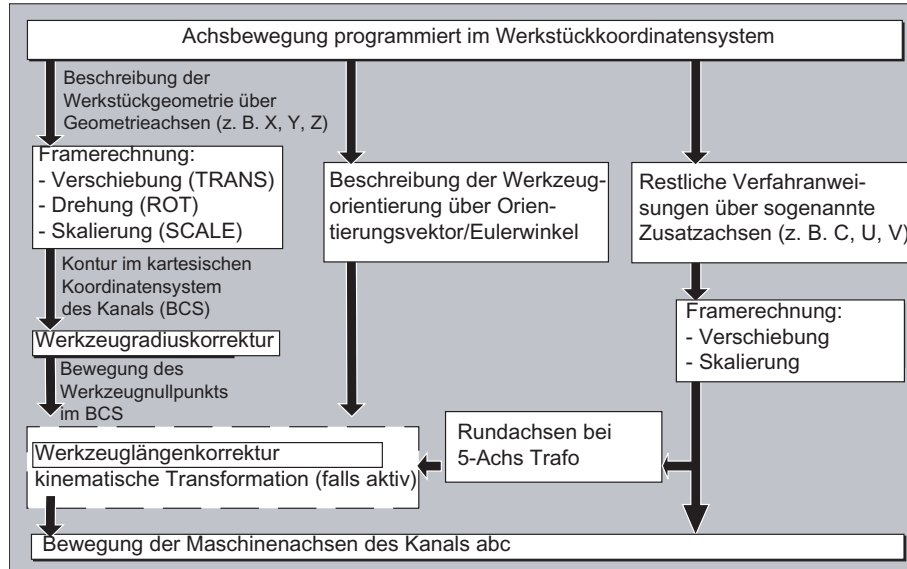 Achsbewegung programmiert im Werkstückkoordinatensystem
Beschreibung der
Werkstückgeometrie über
Geometrieachsen (z. B. X, Y, Z)
Framerechnung:
- Verschiebung (TRANS)
- Drehung (ROT)
- Skalierung (SCALE)
Beschreibung der Werkzeug-
orientierung über Orien-
tierungsvektor/Eulerwinkel
Restliche Verfahranwei-
sungen über sogenannte
Zusatzachsen (z. B. C, U, V)
Kontur im kartesischen
Koordinatensystem
des Kanals (BCS)
Framerechnung:
- Verschiebung
- Skalierung
Werkzeugradiuskorrektur
Bewegung des
Werkzeugnullpunkts
im BCS
Rundachsen bei
5-Achs Trafo
Werkzeuglängenkorrektur
kinematische Transformation (falls aktiv)
Bewegung der Maschinenachsen des Kanals abc